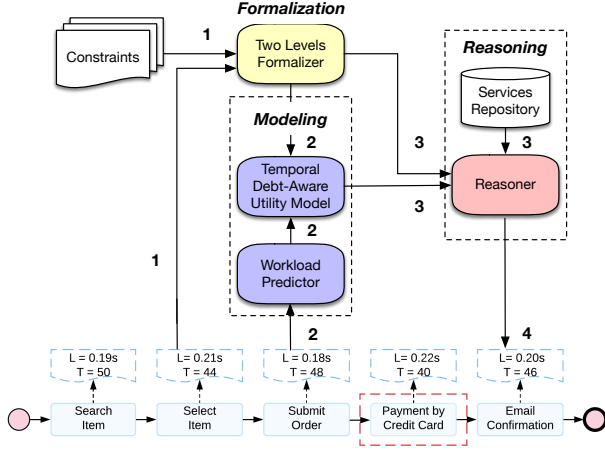 Formalization
1
Constraints
Two Levels
Formalizer
Reasoning
Services
Repository
Modeling
2
3
3
Temporal
Debt-Aware
Utility Model
Reasoner
3
2
1
Workload
Predictor
2
4
L = 0.19s
T = 50
L= 0.21s
T = 44
L = 0.18s
T = 48
L= 0.22s
T = 40
L= 0.20s
T = 46
Search
Item
Select
Item
Submit
Order
Payment by
Credit Card
Email
Confirmation